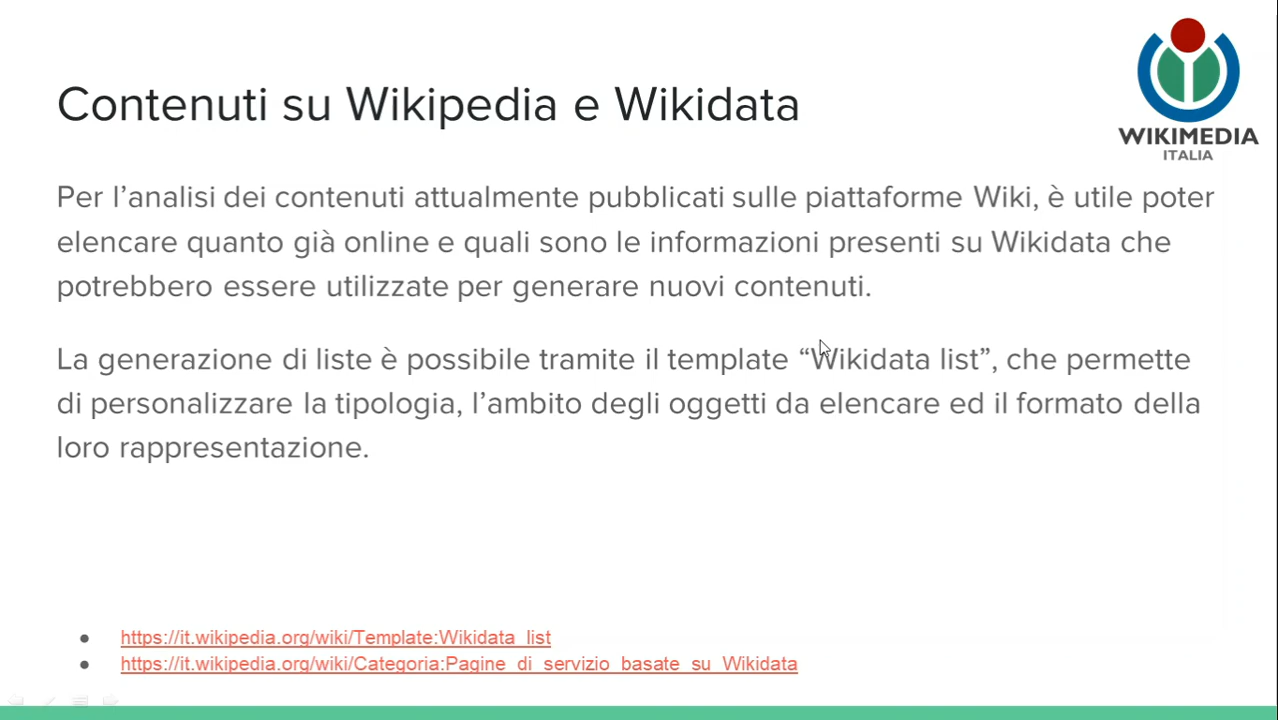 Contenuti su Wikipedia e Wikidata
WIKIMEDIA
ITALIA
Per l’analisi dei contenuti attualmente pubblicati sulle piattaforme Wiki, è utile poter
elencare quanto già online e quali sono le informazioni presenti su Wikidata che
potrebbero essere utilizzate per generare nuovi contenuti.
La generazione di liste è possibile tramite il template “Wikidata list”, che permette
di personalizzare la tipologia, l’ambito degli oggetti da elencare ed il formato della
loro rappresentazione.
● https://it.wikipedia.org/wiki/Template:Wikidata_list
● https://it.wikipedia.org/wiki/Categoria:Pagine_di_servizio_basate_su_Wikidata